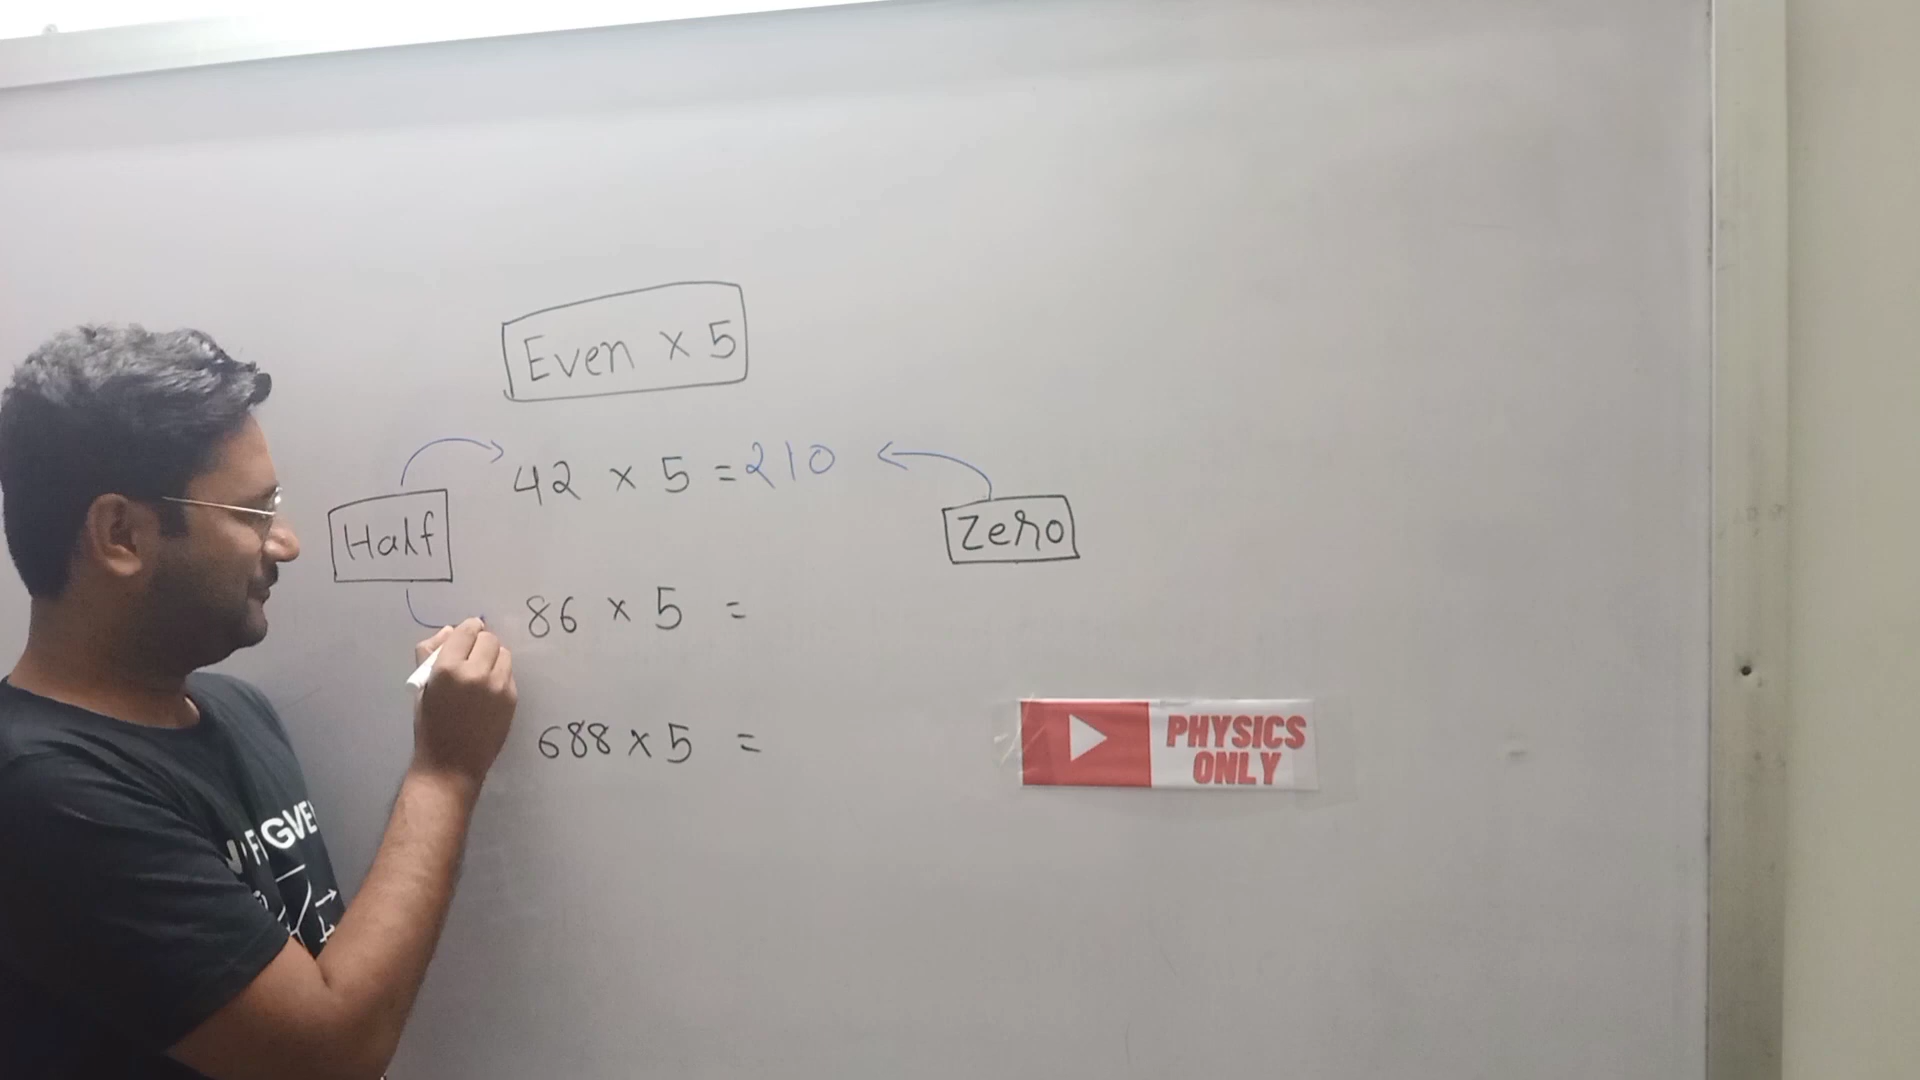 Even × 5
42 × 5 = 210
Half
Zero
86 × 5 =
688 × 5 =
PHYSICS
ONLY